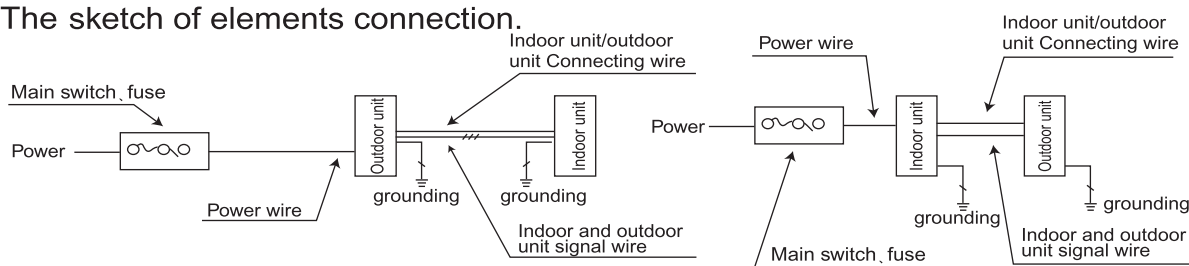 The sketch of elements connection.
Indoor unit/outdoor
unit Connecting wire
Main switch、fuse
Power
Outdoor unit
Indoor unit
grounding
grounding
Power wire
Indoor and outdoor
unit signal wire
Indoor unit/outdoor
unit Connecting wire
Power wire
Power
Indoor unit
Outdoor unit
grounding
grounding
Indoor and outdoor
unit signal wire
Main switch、fuse